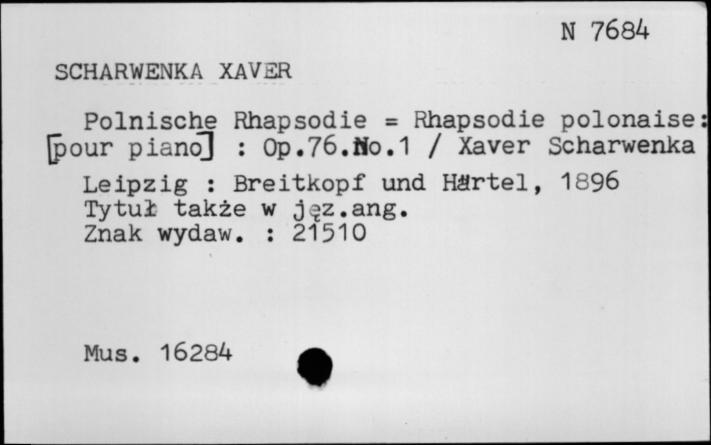 N 7684
SCHARWENKA XAVER
Polnische Rhapsodie = Rhapsodie polonaise:
[pour piano] : Op.76.No.1 / Xaver Scharwenka
Leipzig : Breitkopf und Härtel, 1896
Tytuł także w jęz.ang.
Znak wydaw. : 21510
Mus. 16284